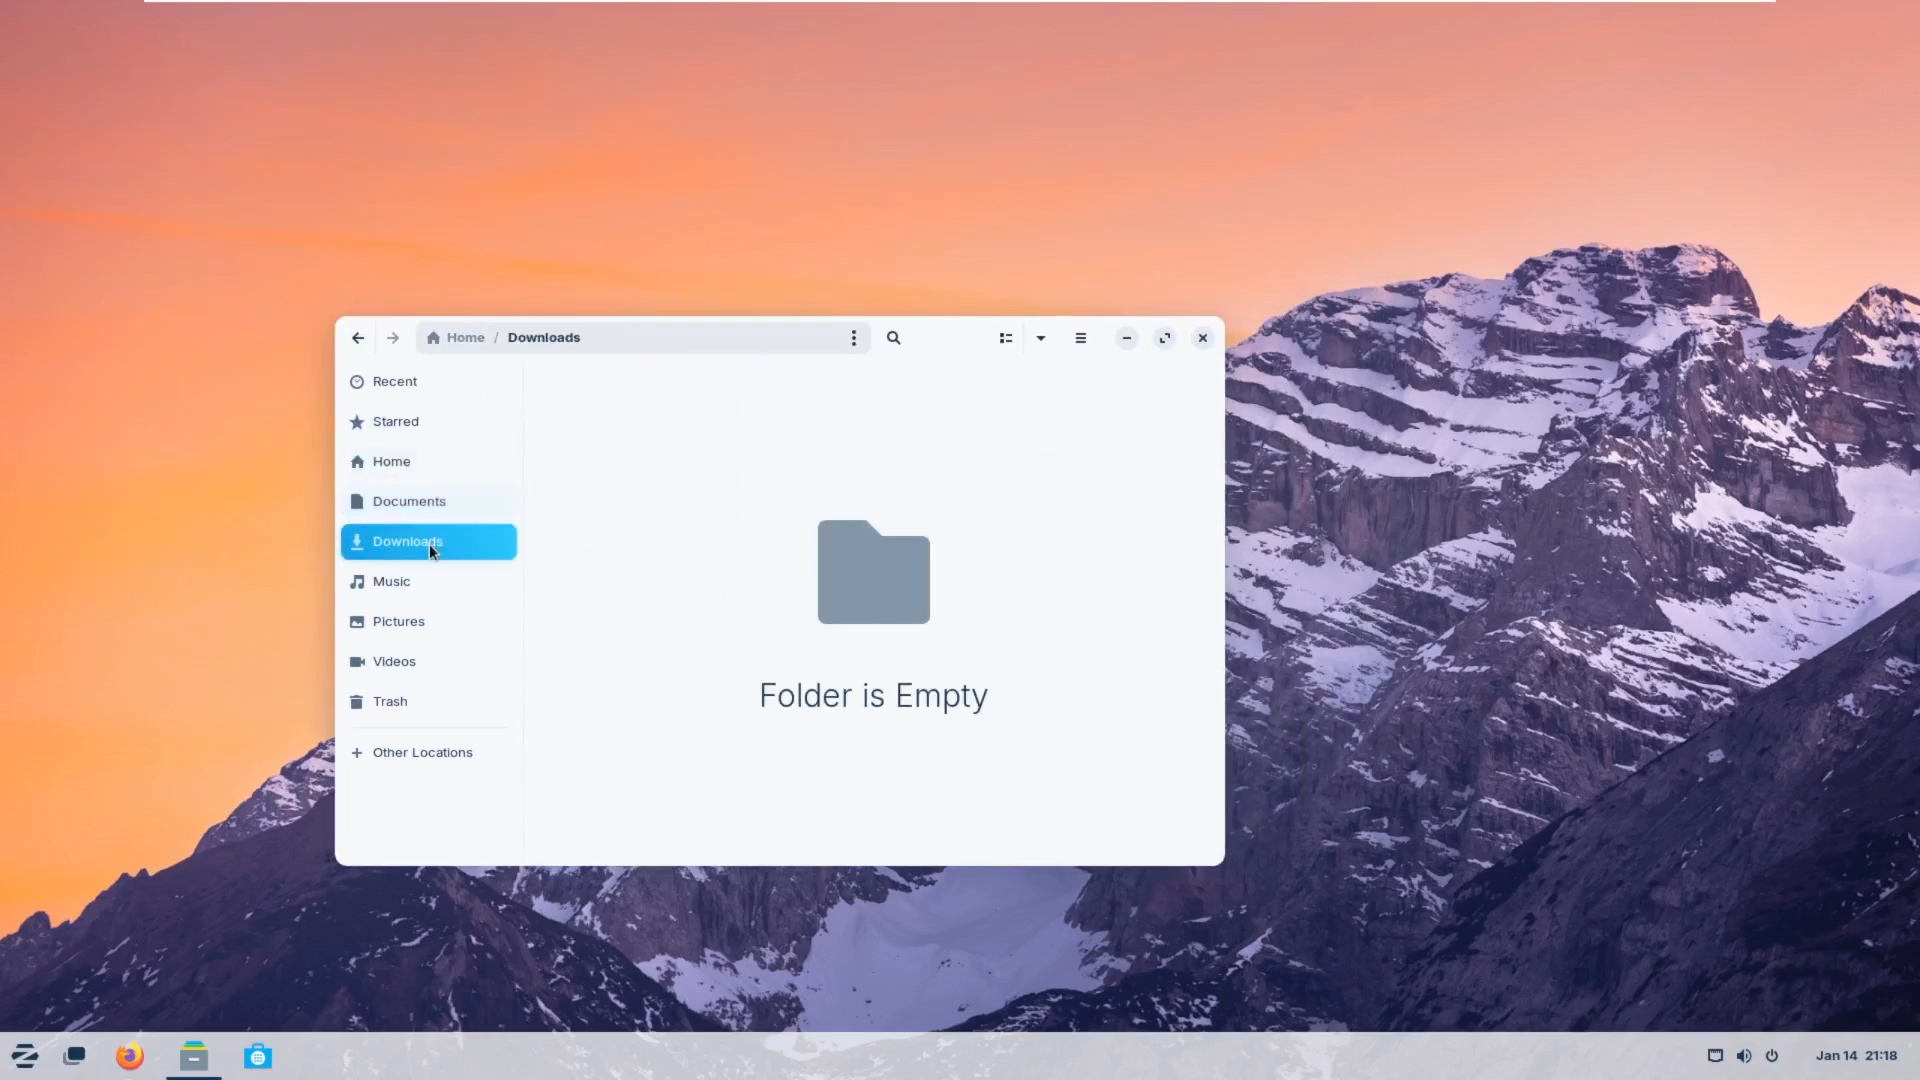 Home / Downloads
Recent
Starred
Home
Documents
Downloads
Music
Pictures
Videos
Trash
Other Locations
Folder is Empty
Jan 14 21:18